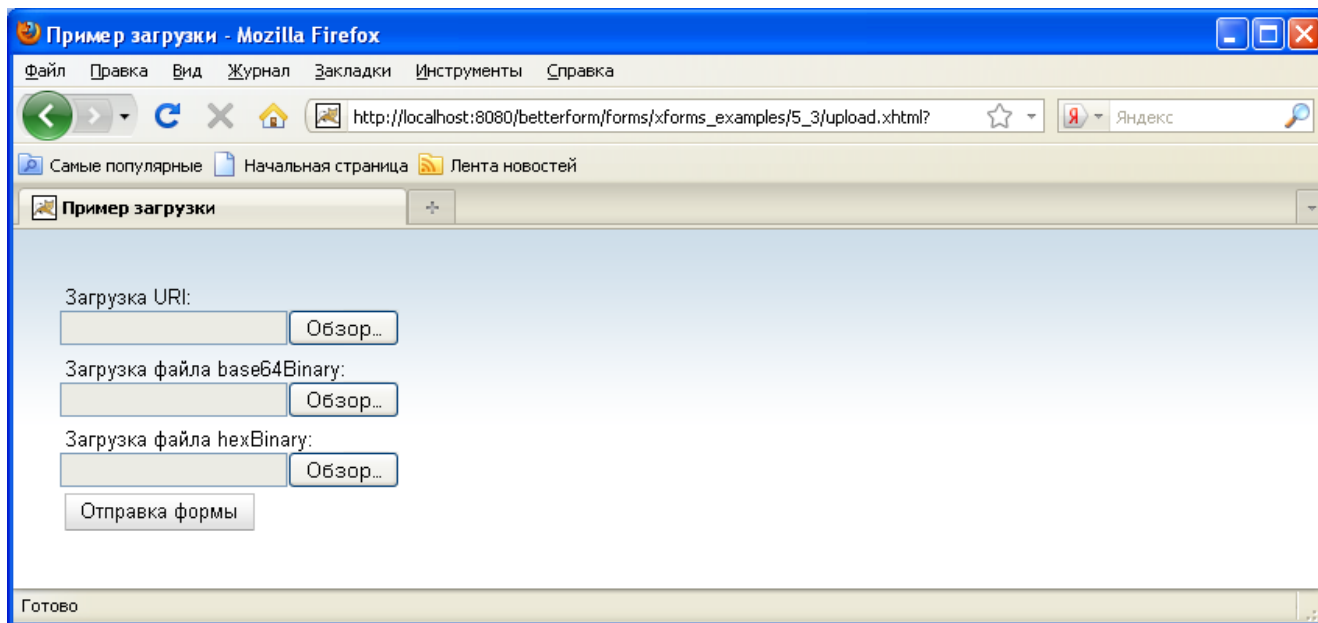 Пример загрузки - Mozilla Firefox
Файл Правка Вид Журнал Закладки Инструменты Справка
http://localhost:8080/betterform/forms/xforms_examples/5_3/upload.xhtml? Я Яндекс
Самые популярные Начальная страница Лента новостей
Пример загрузки
Загрузка URI:
Обзор...
Загрузка файла base64Binary:
Обзор...
Загрузка файла hexBinary:
Обзор...
Отправка формы
Готово